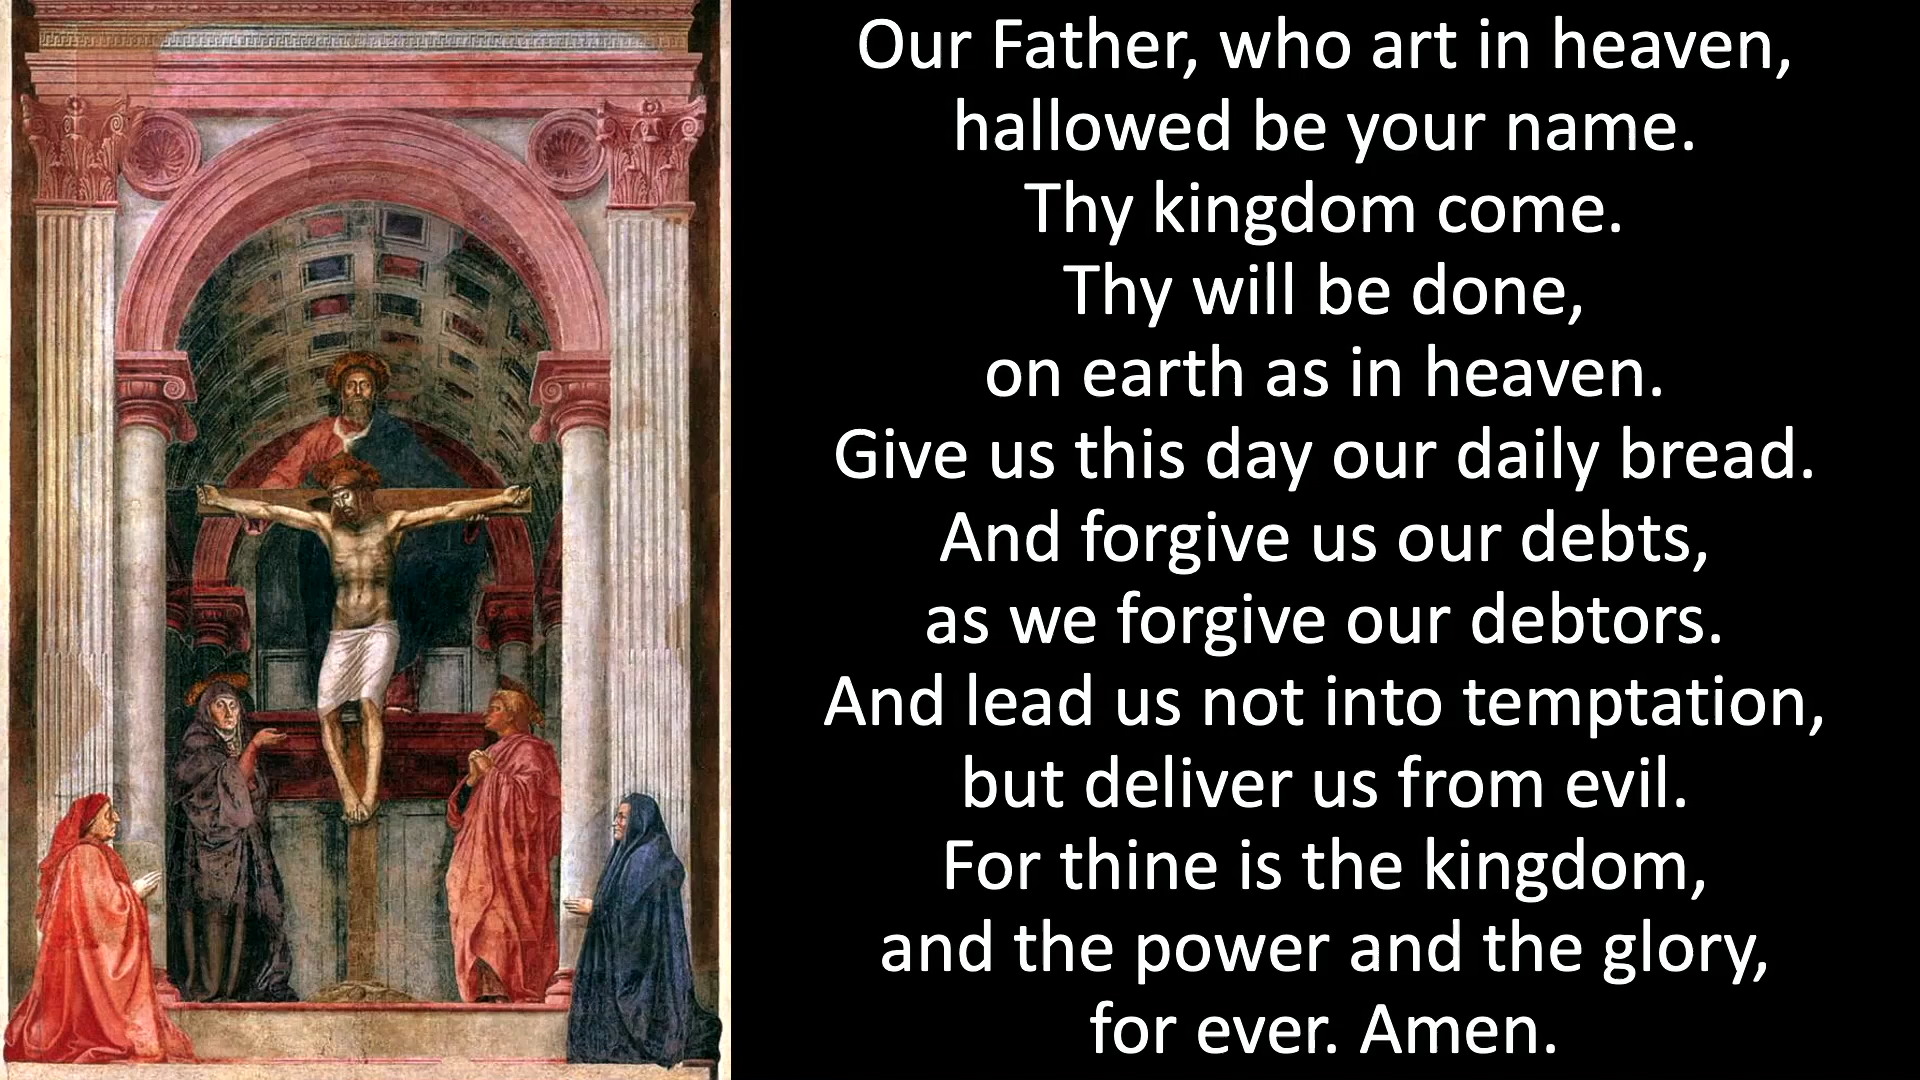 Our Father, who art in heaven,
hallowed be your name.
Thy kingdom come.
Thy will be done,
on earth as in heaven.
Give us this day our daily bread.
And forgive us our debts,
as we forgive our debtors.
And lead us not into temptation,
but deliver us from evil.
For thine is the kingdom,
and the power and the glory,
for ever. Amen.